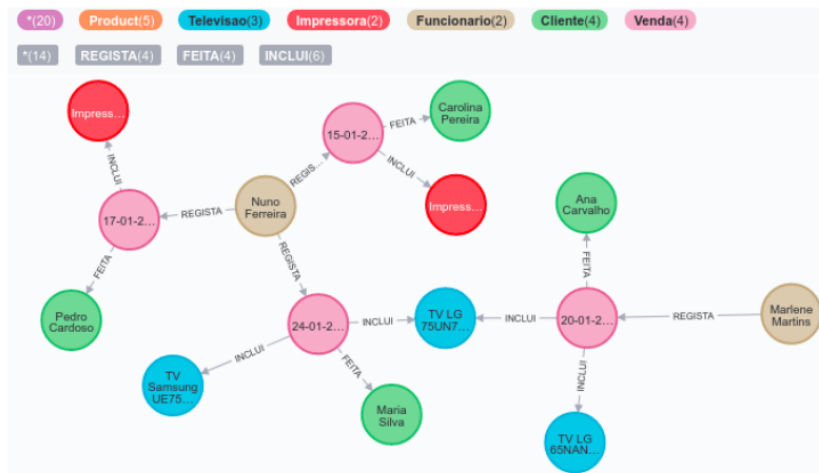 *(20) Product(5) Televisao(3) Impressora(2) Funcionario(2) Cliente(4) Venda(4)
*(14) REGISTA(4) FEITA(4) INCLUI(6)
Impress…
INCLUI
17-01-2…
FEITA
Pedro
Cardoso
REGISTA
Nuno
Ferreira
REGIS…
15-01-2…
FEITA
Carolina
Pereira
INCLUI
Impress…
REGISTA
24-01-2…
INCLUI
TV
Samsung
UE75…
FEITA
Maria
Silva
INCLUI
TV LG
75UN7…
INCLUI
20-01-2…
FEITA
Ana
Carvalho
REGISTA
Marlene
Martins
INCLUI
TV LG
65NAN…